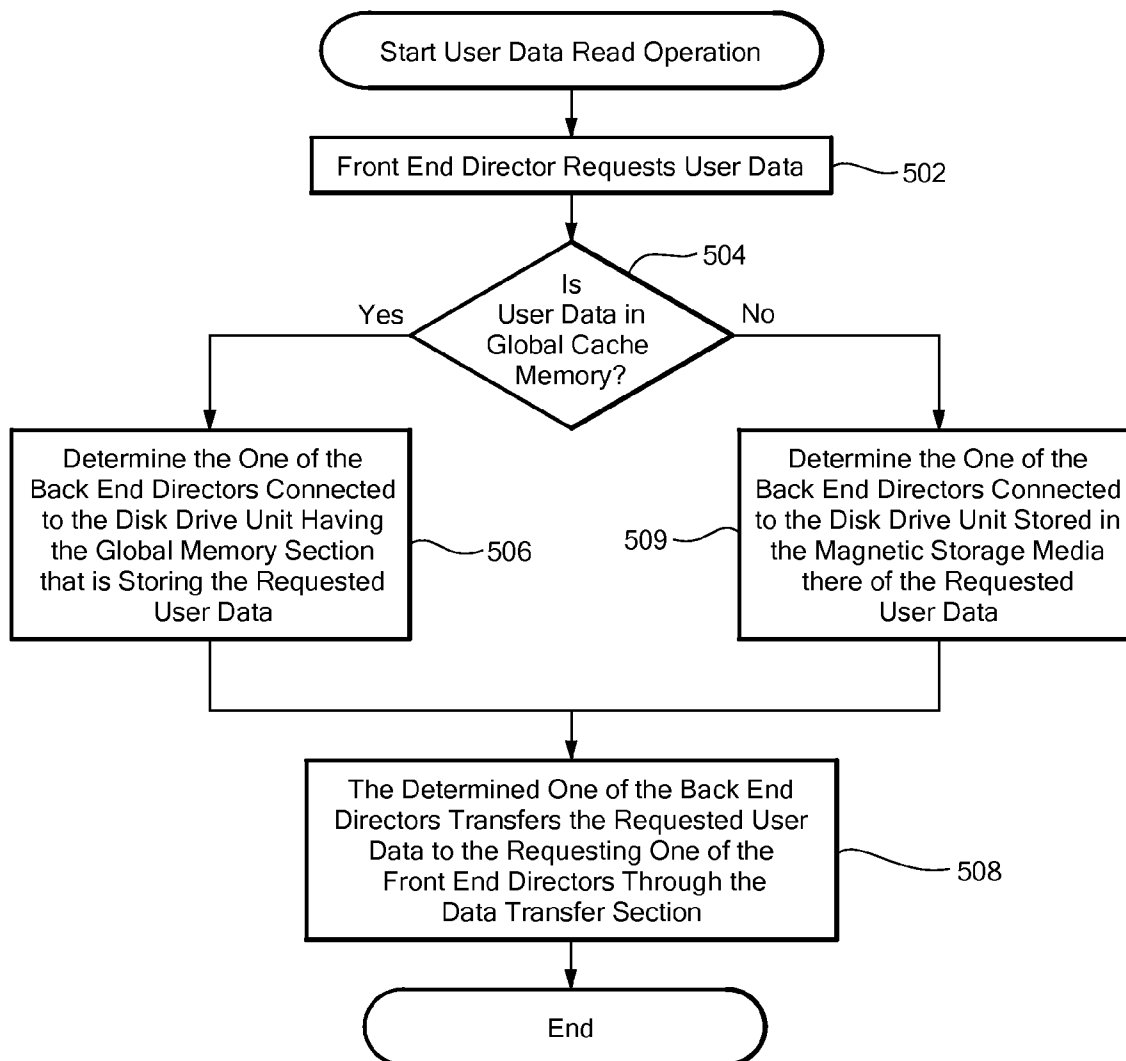 Start User Data Read Operation
Front End Director Requests User Data
502
504
Is
User Data in
Global Cache
Memory?
Yes
No
Determine the One of the
Back End Directors Connected
to the Disk Drive Unit Having
the Global Memory Section
that is Storing the Requested
User Data
506
509
Determine the One of the
Back End Directors Connected
to the Disk Drive Unit Stored in
the Magnetic Storage Media
there of the Requested
User Data
The Determined One of the Back End
Directors Transfers the Requested User
Data to the Requesting One of the
Front End Directors Through the
Data Transfer Section
508
End